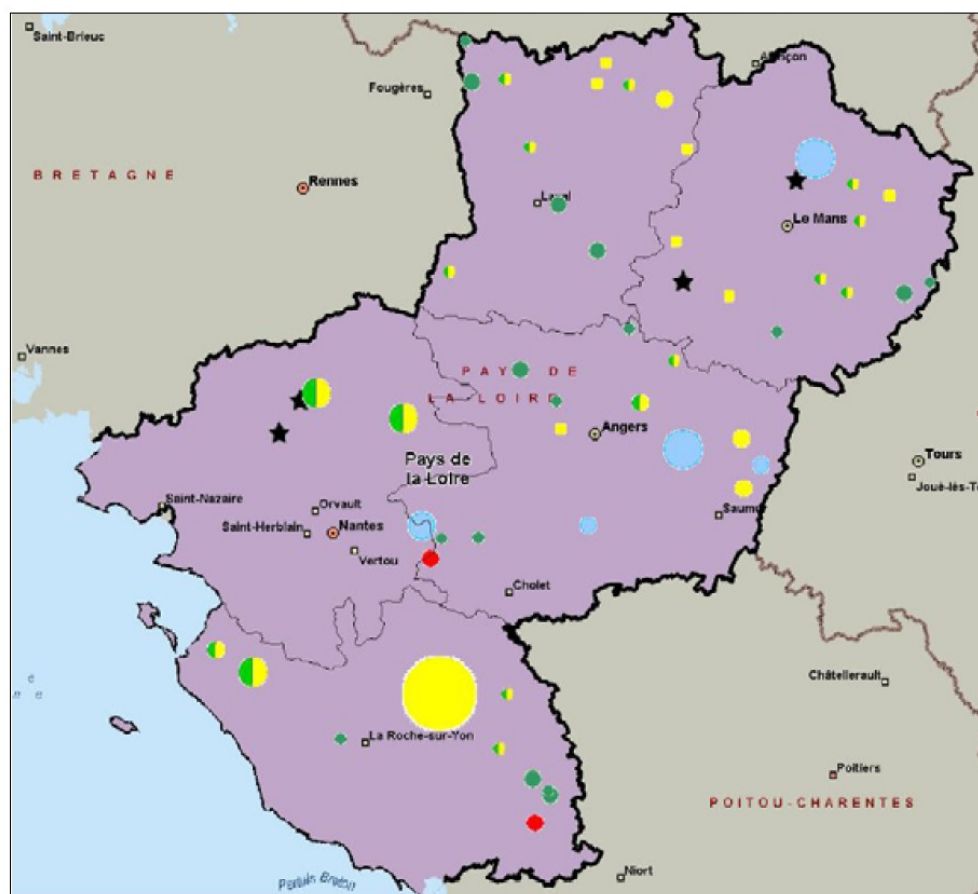 Saint-Brieuc
Alençon
Fougères
BRETAGNE
Rennes
Laval
Le Mans
Vannes
PAYS DE
LA LOIRE
Angers
Pays de
la Loire
Tours
Joué-lès-To
Saint-Nazaire
Orvault
Saumur
Saint-Herblain
Nantes
Vertou
Cholet
Châtellerault
La Roche-sur-Yon
Poitiers
POITOU-CHARENTES
Niort
Pertuis Breton